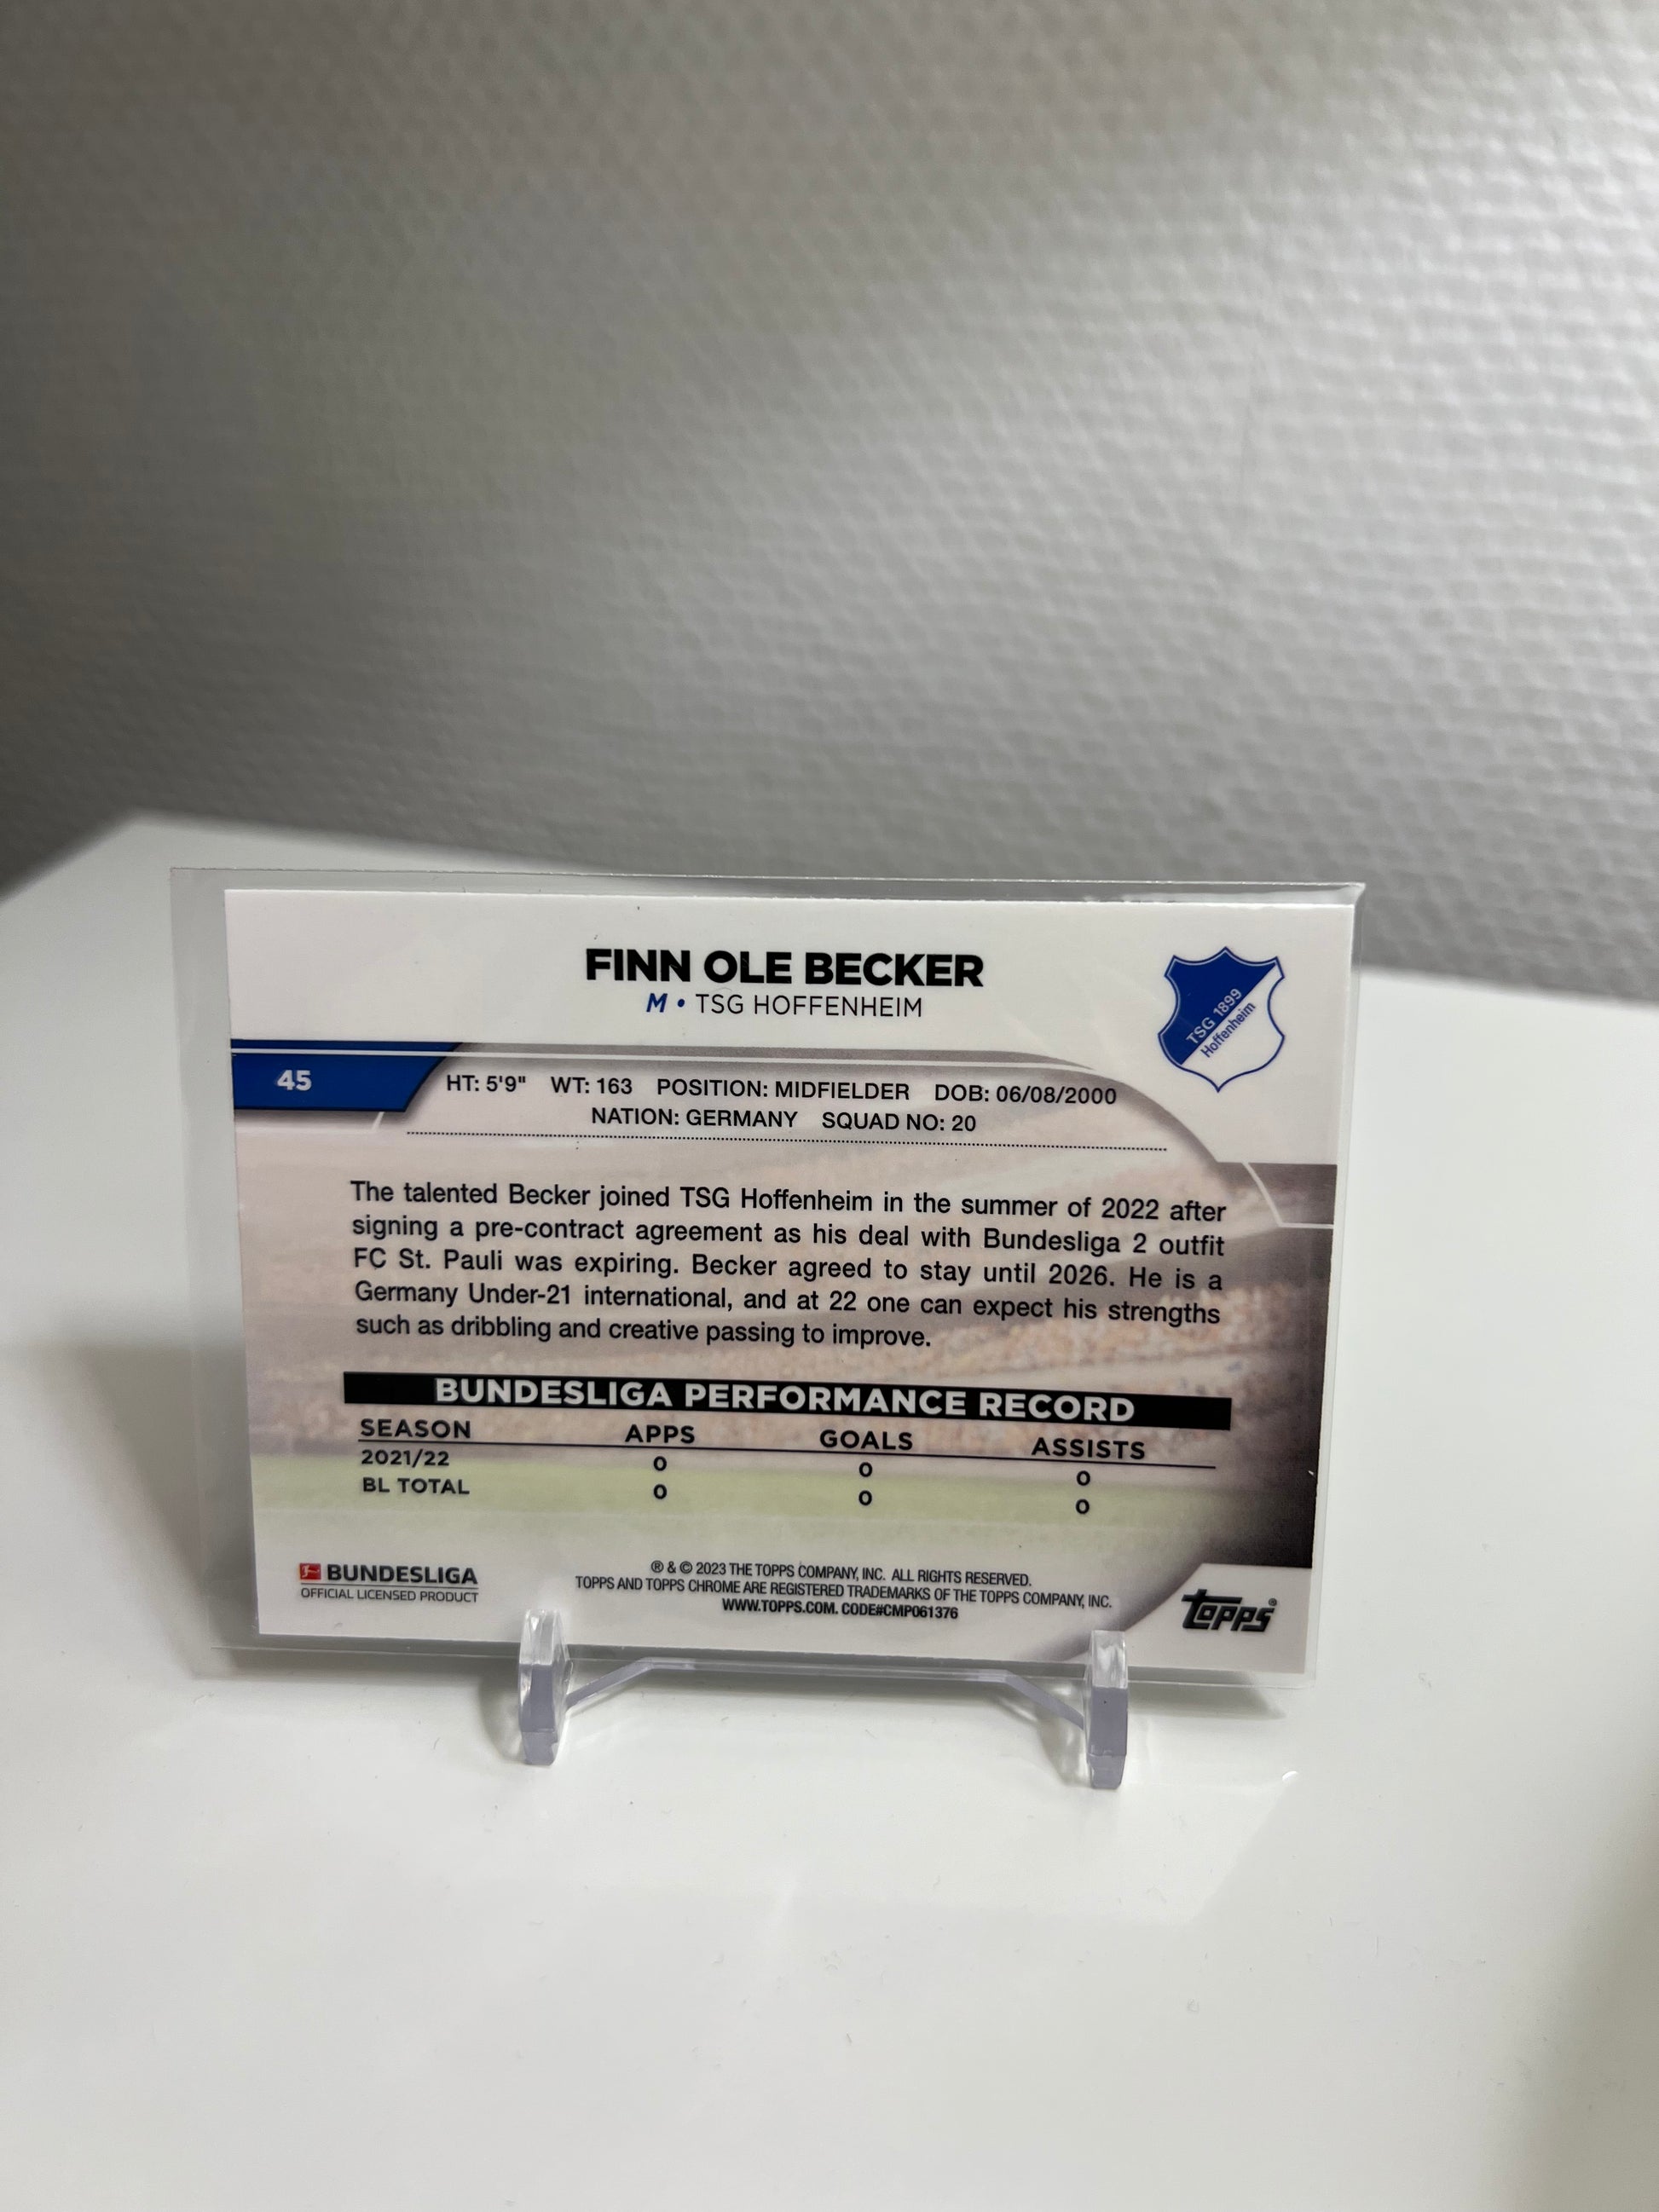 FINN OLE BECKER
M • TSG HOFFENHEIM
TSG 1899
Hoffenheim
45
HT: 5'9" WT: 163 POSITION: MIDFIELDER DOB: 06/08/2000
NATION: GERMANY SQUAD NO: 20
The talented Becker joined TSG Hoffenheim in the summer of 2022 after
signing a pre-contract agreement as his deal with Bundesliga 2 outfit
FC St. Pauli was expiring. Becker agreed to stay until 2026. He is a
Germany Under-21 international, and at 22 one can expect his strengths
such as dribbling and creative passing to improve.
BUNDESLIGA PERFORMANCE RECORD
SEASON APPS GOALS ASSISTS
2021/22 0 0 0
BL TOTAL 0 0 0
BUNDESLIGA
OFFICIAL LICENSED PRODUCT
® & © 2023 THE TOPPS COMPANY, INC. ALL RIGHTS RESERVED.
TOPPS AND TOPPS CHROME ARE REGISTERED TRADEMARKS OF THE TOPPS COMPANY, INC.
WWW.TOPPS.COM. CODE#CMP061376
topps®